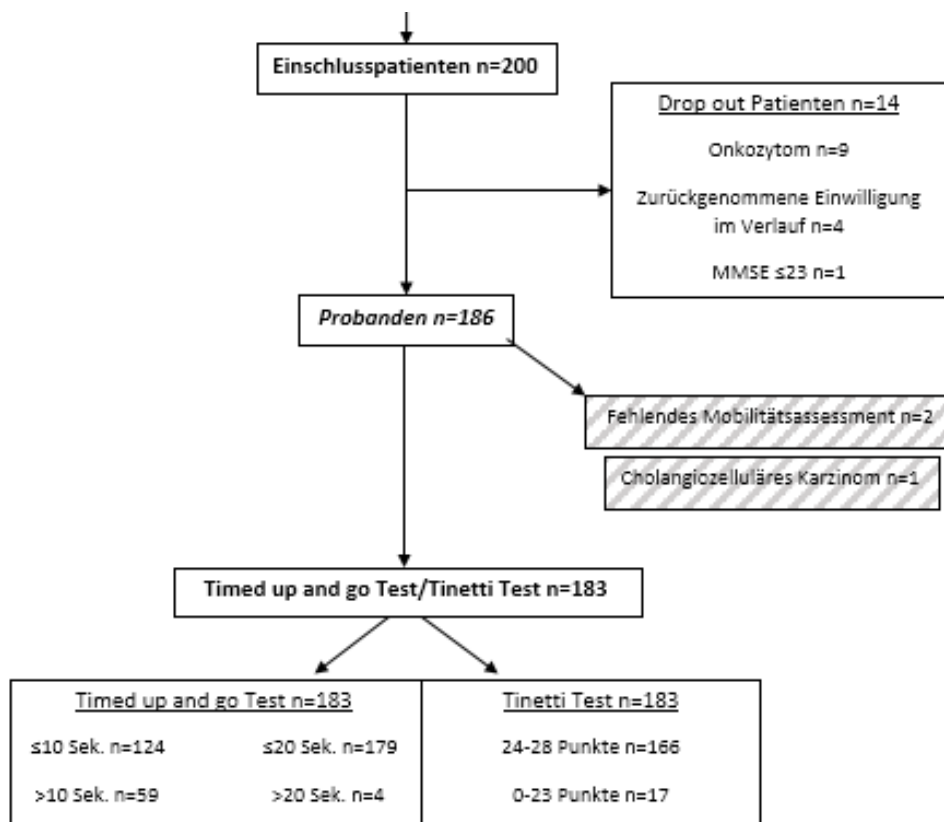 Einschlusspatienten n=200
Drop out Patienten n=14
Onkozytom n=9
Zurückgenommene Einwilligung
im Verlauf n=4
MMSE ≤23 n=1
Probanden n=186
Fehlendes Mobilitätsassessment n=2
Cholangiozelluläres Karzinom n=1
Timed up and go Test/Tinetti Test n=183
Timed up and go Test n=183
≤10 Sek. n=124 ≤20 Sek. n=179
>10 Sek. n=59 >20 Sek. n=4
Tinetti Test n=183
24-28 Punkte n=166
0-23 Punkte n=17